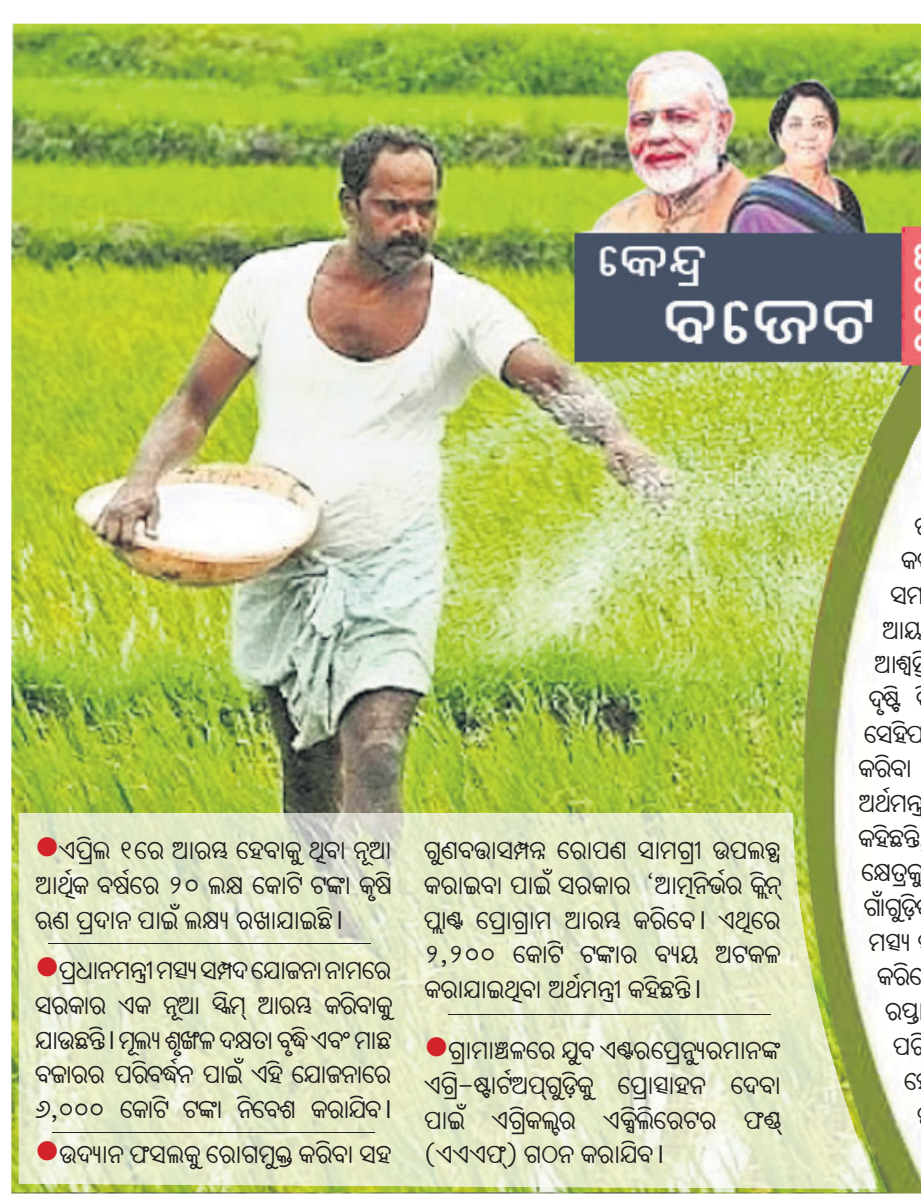 କେନ୍ଦ୍ର
ବଜେଟ
●ଏପ୍ରିଲ ୧ରେ ଆରମ୍ଭ ହେବାକୁ ଥିବା ନୂଆ
ଆର୍ଥିକ ବର୍ଷରେ ୨୦ ଲକ୍ଷ କୋଟି ଟଙ୍କା କୃଷି
ଋଣ ପ୍ରଦାନ ପାଇଁ ଲକ୍ଷ୍ୟ ରଖାଯାଇଛି।
●ପ୍ରଧାନମନ୍ତ୍ରୀ ମତ୍ସ୍ୟ ସମ୍ପଦ ଯୋଜନା ନାମରେ
ସରକାର ଏକ ନୂଆ ସ୍କିମ୍ ଆରମ୍ଭ କରିବାକୁ
ଯାଉଛନ୍ତି। ମୂଲ୍ୟ ଶୃଙ୍ଖଳ ଦକ୍ଷତା ବୃଦ୍ଧି ଏବଂ ମାଛ
ବଜାରର ପରିବର୍ଦ୍ଧନ ପାଇଁ ଏହି ଯୋଜନାରେ
୬,୦୦୦ କୋଟି ଟଙ୍କା ନିବେଶ କରାଯିବ।
●ଉଦ୍ୟାନ ଫସଲକୁ ରୋଗମୁକ୍ତ କରିବା ସହ
ଗୁଣବତ୍ତାସମ୍ପନ୍ନ ରୋପଣ ସାମଗ୍ରୀ ଉପଲବ୍ଧ
କରାଇବା ପାଇଁ ସରକାର ‘ଆତ୍ମନିର୍ଭର କ୍ଲିନ୍
ପ୍ଲାଣ୍ଟ ପ୍ରୋଗ୍ରାମ ଆରମ୍ଭ କରିବେ। ଏଥିରେ
୨,୨୦୦ କୋଟି ଟଙ୍କାର ବ୍ୟୟ ଅଟକଳ
କରାଯାଇଥିବା ଅର୍ଥମନ୍ତ୍ରୀ କହିଛନ୍ତି।
●ଗ୍ରାମାଞ୍ଚଳରେ ଯୁବ ଏଣ୍ଟରପ୍ରେନ୍ୟୁରମାନଙ୍କ
ଏଗ୍ରି-ଷ୍ଟାର୍ଟଅପ୍‌ଗୁଡ଼ିକୁ ପ୍ରୋତ୍ସାହନ ଦେବା
ପାଇଁ ଏଗ୍ରିକଲ୍ଚର ଏକ୍ସିଲିରେଟର ଫଣ୍ଡ
(ଏଏଏଫ୍) ଗଠନ କରାଯିବ।
ଦୃଷ୍ଟି
କରିବା
କହିଛନ୍ତି
ମତ୍ସ୍ୟ